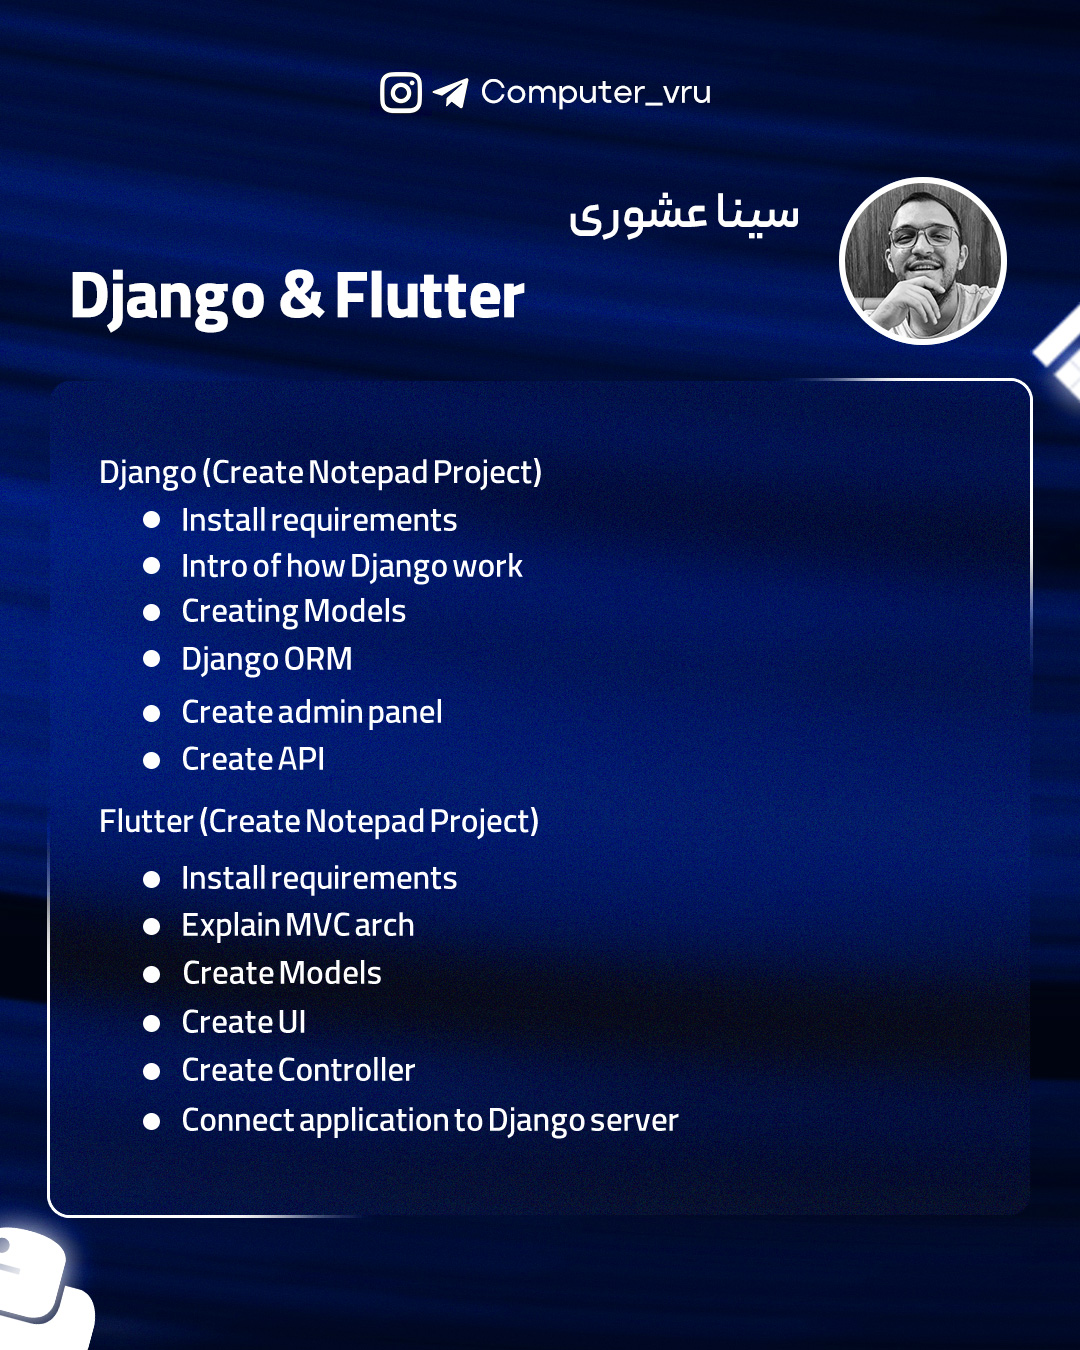 Computer_vru
سینا عشوری
Django & Flutter
Django (Create Notepad Project)
Install requirements
Intro of how Django work
Creating Models
Django ORM
Create admin panel
Create API
Flutter (Create Notepad Project)
Install requirements
Explain MVC arch
Create Models
Create UI
Create Controller
Connect application to Django server